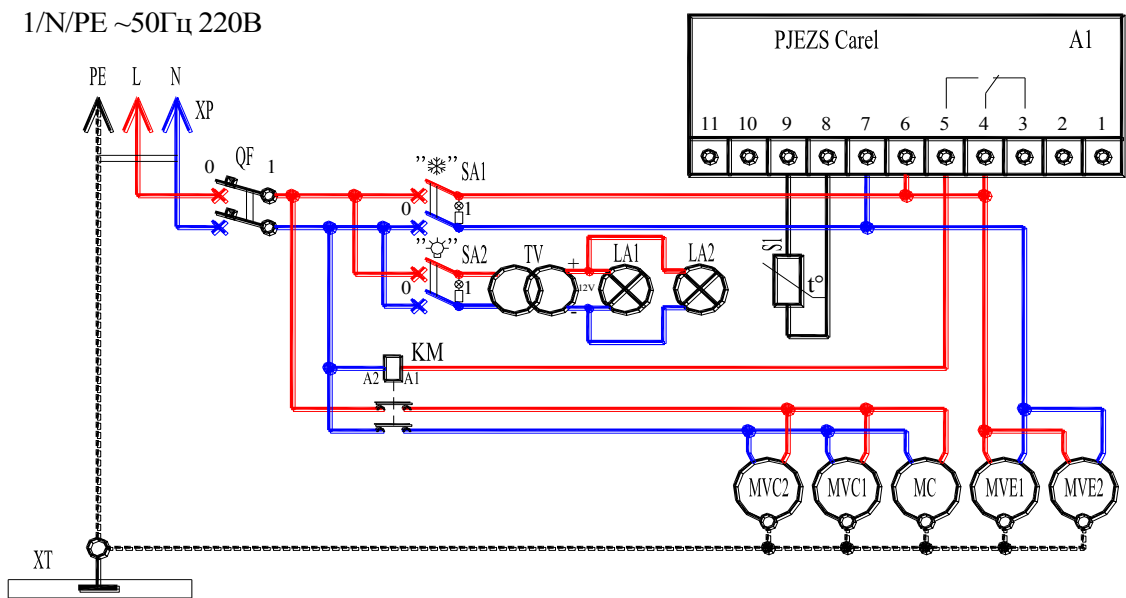 1/N/PE ~50Гц 220В
PJEZS Carel A1
PE L N
XP
11 10 9 8 7 6 5 4 3 2 1
0 QF 1
"❄" SA1
0 1
"💡" SA2
0 1
TV
+ 12V -
LA1
LA2
S1
t°
KM
A2 A1
MVC2 MVC1 MC MVE1 MVE2
XT